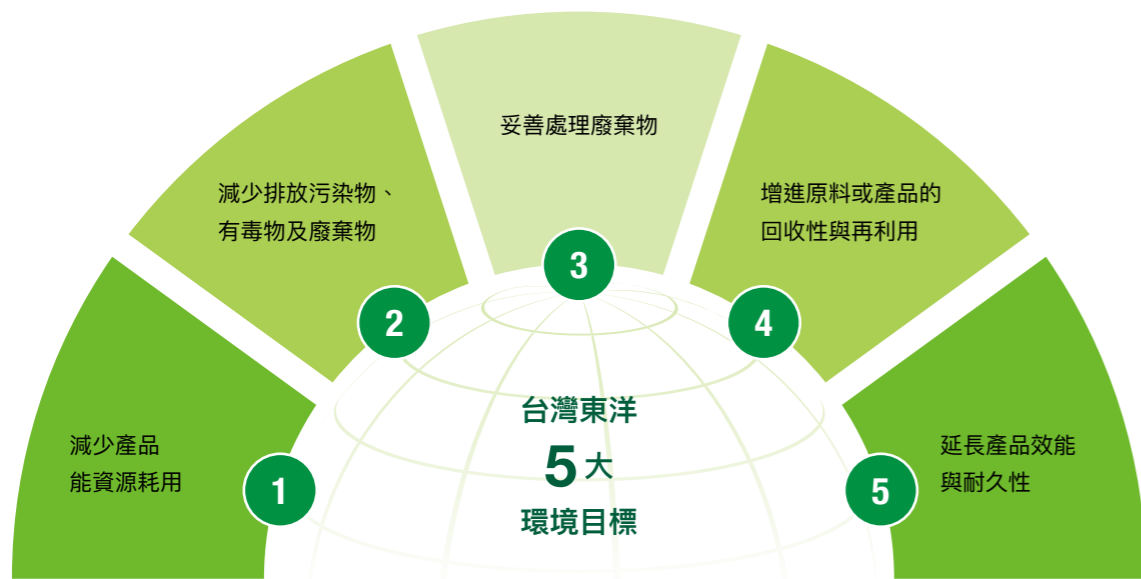 台灣東洋
5大
環境目標
1
減少產品
能資源耗用
2
減少排放污染物、
有毒物及廢棄物
3
妥善處理廢棄物
4
增進原料或產品的
回收性與再利用
5
延長產品效能
與耐久性